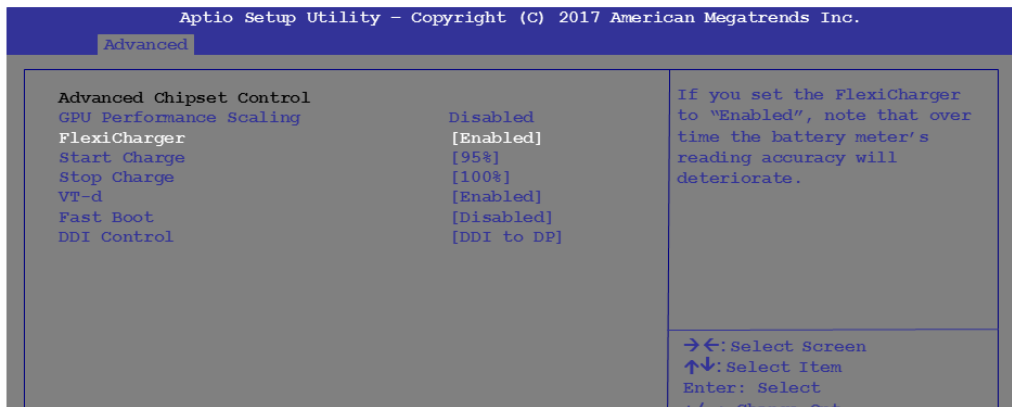 Aptio Setup Utility – Copyright (C) 2017 American Megatrends Inc.
Advanced
Advanced Chipset Control
GPU Performance Scaling Disabled
FlexiCharger [Enabled]
Start Charge [95%]
Stop Charge [100%]
VT-d [Enabled]
Fast Boot [Disabled]
DDI Control [DDI to DP]
If you set the FlexiCharger
to “Enabled”, note that over
time the battery meter’s
reading accuracy will
deteriorate.
→←: Select Screen
↑↓: Select Item
Enter: Select